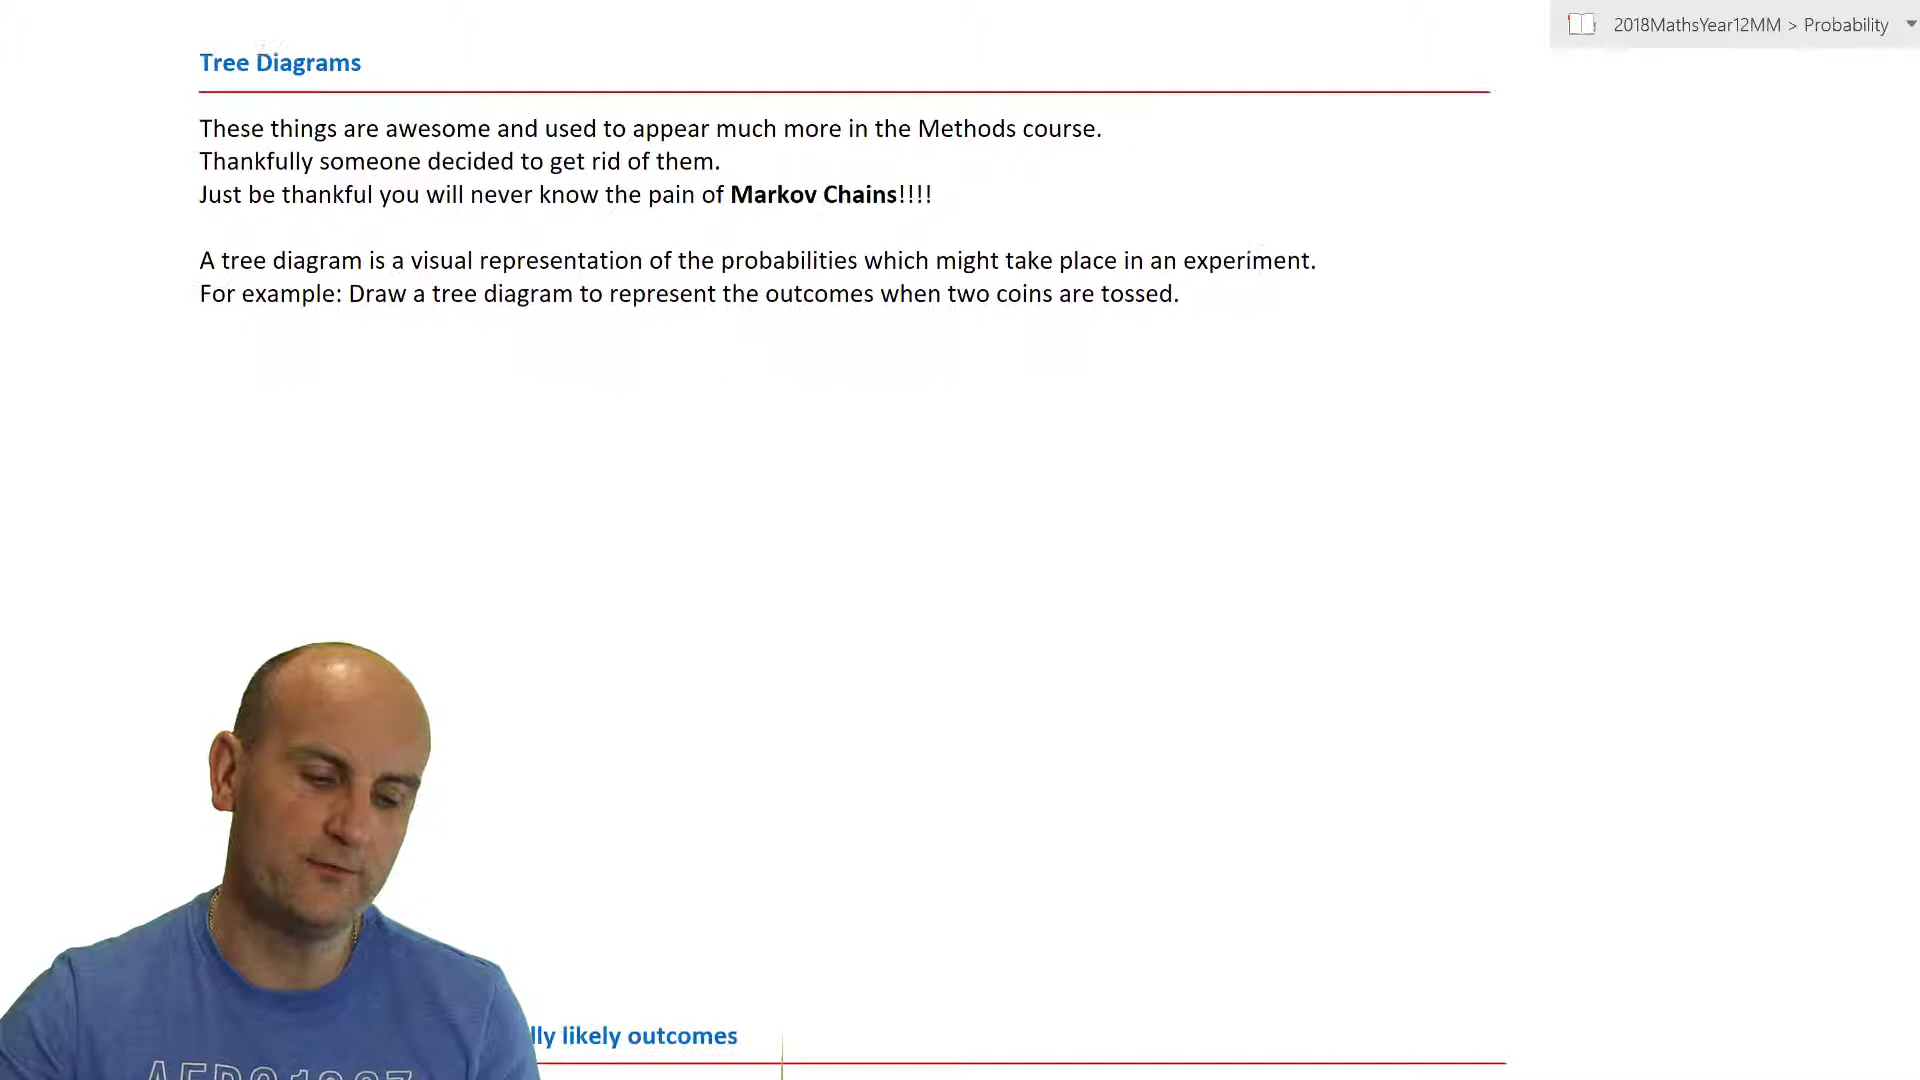 2018MathsYear12MM > Probability
Tree Diagrams
These things are awesome and used to appear much more in the Methods course.
Thankfully someone decided to get rid of them.
Just be thankful you will never know the pain of Markov Chains!!!!
A tree diagram is a visual representation of the probabilities which might take place in an experiment.
For example: Draw a tree diagram to represent the outcomes when two coins are tossed.
lly likely outcomes